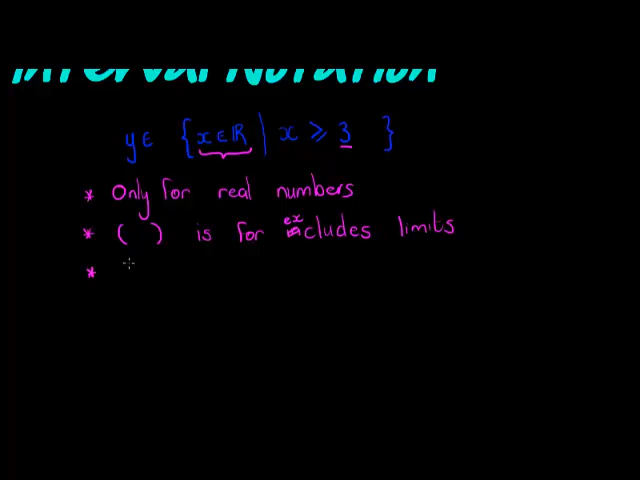 Interval Notation
y ∈ { x ∈ ℝ | x ≥ 3 }
* Only for real numbers
* ( ) is for excludes limits
*